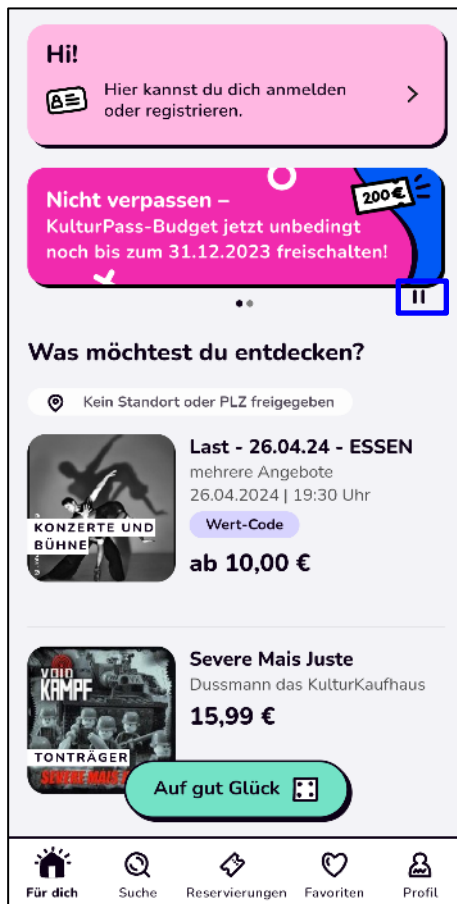 Hi!
Hier kannst du dich anmelden
oder registrieren.
Nicht verpassen –
KulturPass-Budget jetzt unbedingt
noch bis zum 31.12.2023 freischalten!
200€
Was möchtest du entdecken?
Kein Standort oder PLZ freigegeben
KONZERTE UND
BÜHNE
Last - 26.04.24 - ESSEN
mehrere Angebote
26.04.2024 | 19:30 Uhr
Wert-Code
ab 10,00 €
VOID
KAMPF
TONTRÄGER
SEVERE MAIS
Severe Mais Juste
Dussmann das KulturKaufhaus
15,99 €
Auf gut Glück
Für dich
Suche
Reservierungen
Favoriten
Profil